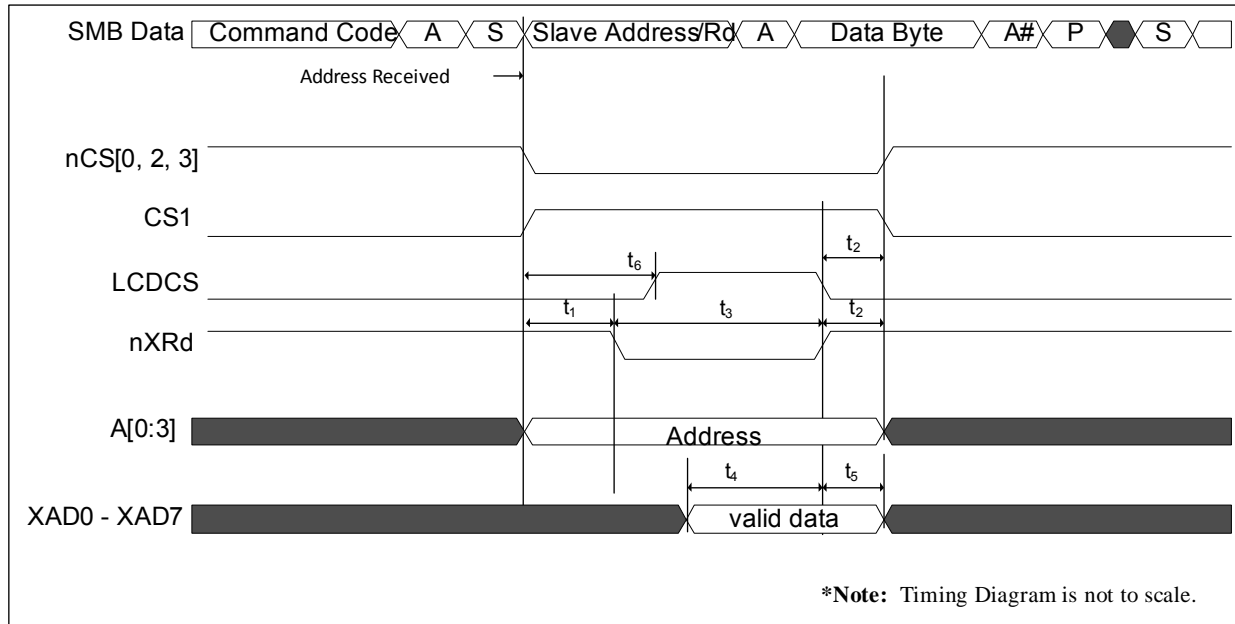 SMB Data Command Code A S Slave Address/Rd A Data Byte A# P S
Address Received
nCS[0, 2, 3]
CS1
t2
t6
LCDCS
t1 t3 t2
nXRd
A[0:3] Address
t4 t5
XAD0 - XAD7 valid data
*Note: Timing Diagram is not to scale.